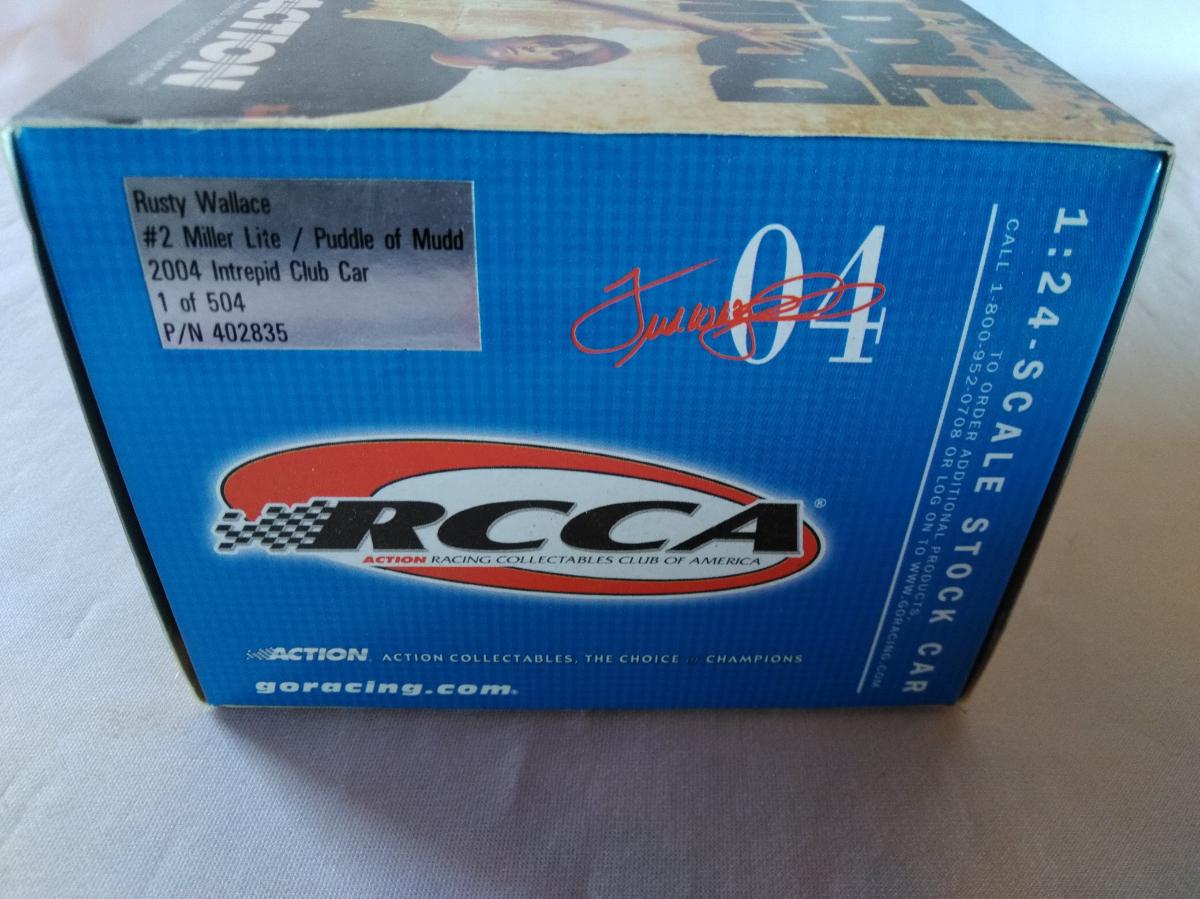 ACTION
Rusty Wallace
#2 Miller Lite / Puddle of Mudd
2004 Intrepid Club Car
1 of 504
P/N 402835
04
RCCA®
ACTION RACING COLLECTABLES CLUB OF AMERICA
ACTION. ACTION COLLECTABLES, THE CHOICE of CHAMPIONS
goracing.com®
1:24-SCALE STOCK CAR
TO ORDER ADDITIONAL PRODUCTS,
CALL 1-800-952-0708 OR LOG ON TO WWW.GORACING.COM